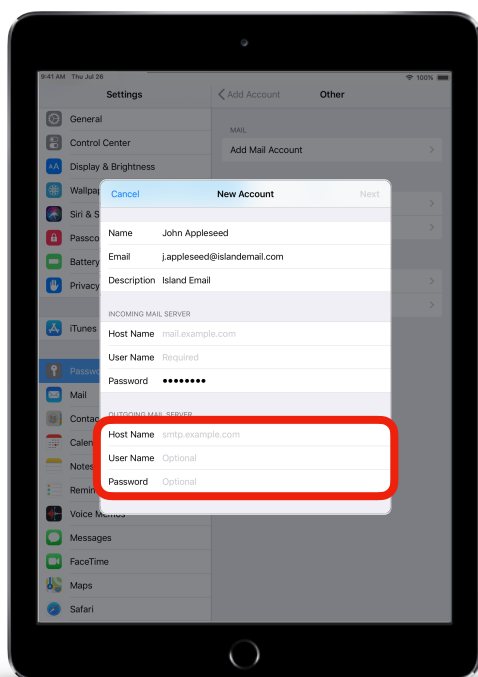 9:41 AM Thu Jul 26
100%
Settings
Add Account
Other
General
Control Center
Display & Brightness
Wallpap
Siri & S
Passco
Battery
Privacy
iTunes
Passwo
Mail
Contac
Calen
Notes
Remin
Voice Memos
Messages
FaceTime
Maps
Safari
MAIL
Add Mail Account
Cancel
New Account
Next
Name John Appleseed
Email j.appleseed@islandemail.com
Description Island Email
INCOMING MAIL SERVER
Host Name mail.example.com
User Name Required
Password ●●●●●●●●
OUTGOING MAIL SERVER
Host Name smtp.example.com
User Name Optional
Password Optional